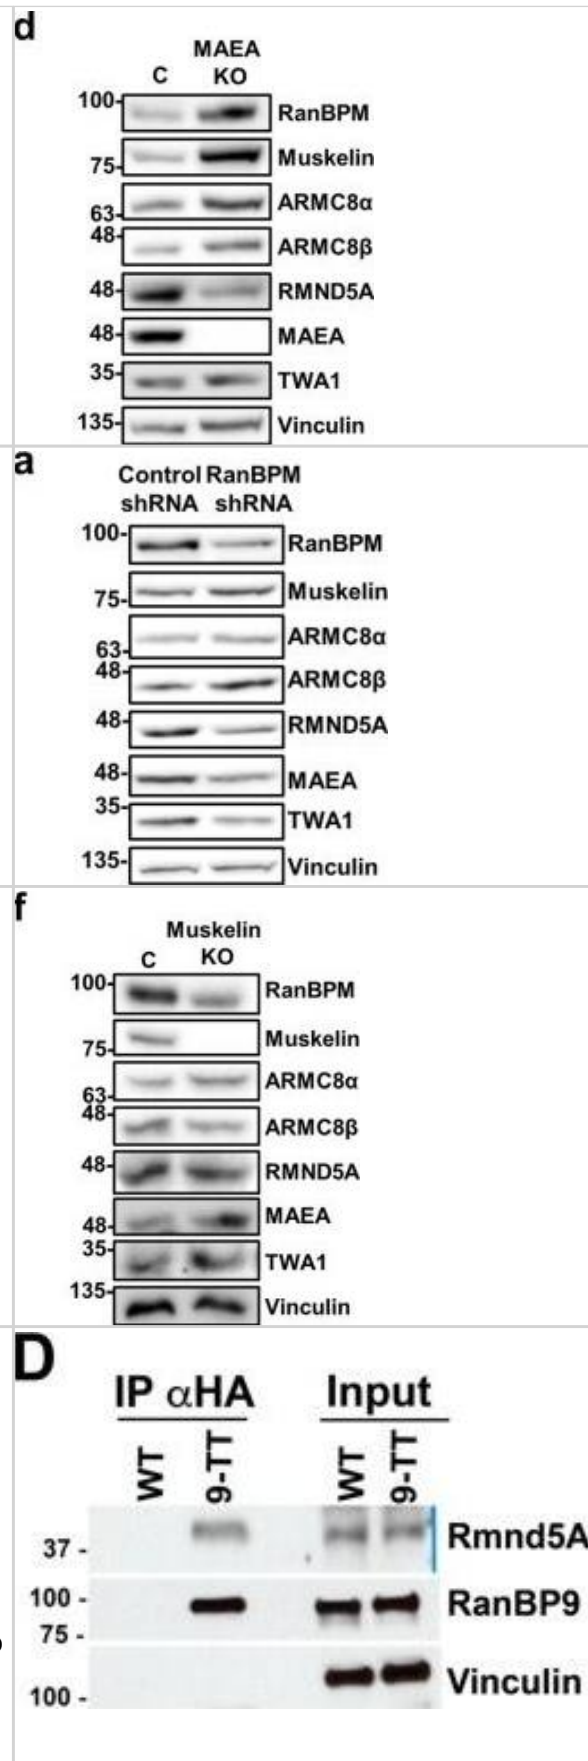 d
MAEA
C KO
100- RanBPM
75- Muskelin
63- ARMC8α
48- ARMC8β
48- RMND5A
48- MAEA
35- TWA1
135- Vinculin
a
Control RanBPM
shRNA shRNA
100- RanBPM
75- Muskelin
63- ARMC8α
48- ARMC8β
48- RMND5A
48- MAEA
35- TWA1
135- Vinculin
f
Muskelin
C KO
100- RanBPM
75- Muskelin
63- ARMC8α
48- ARMC8β
48- RMND5A
48- MAEA
35- TWA1
135- Vinculin
D
IP αHA Input
WT 9-TT WT 9-TT
37 - Rmnd5A
100 - RanBP9
75 -
Vinculin
100 -